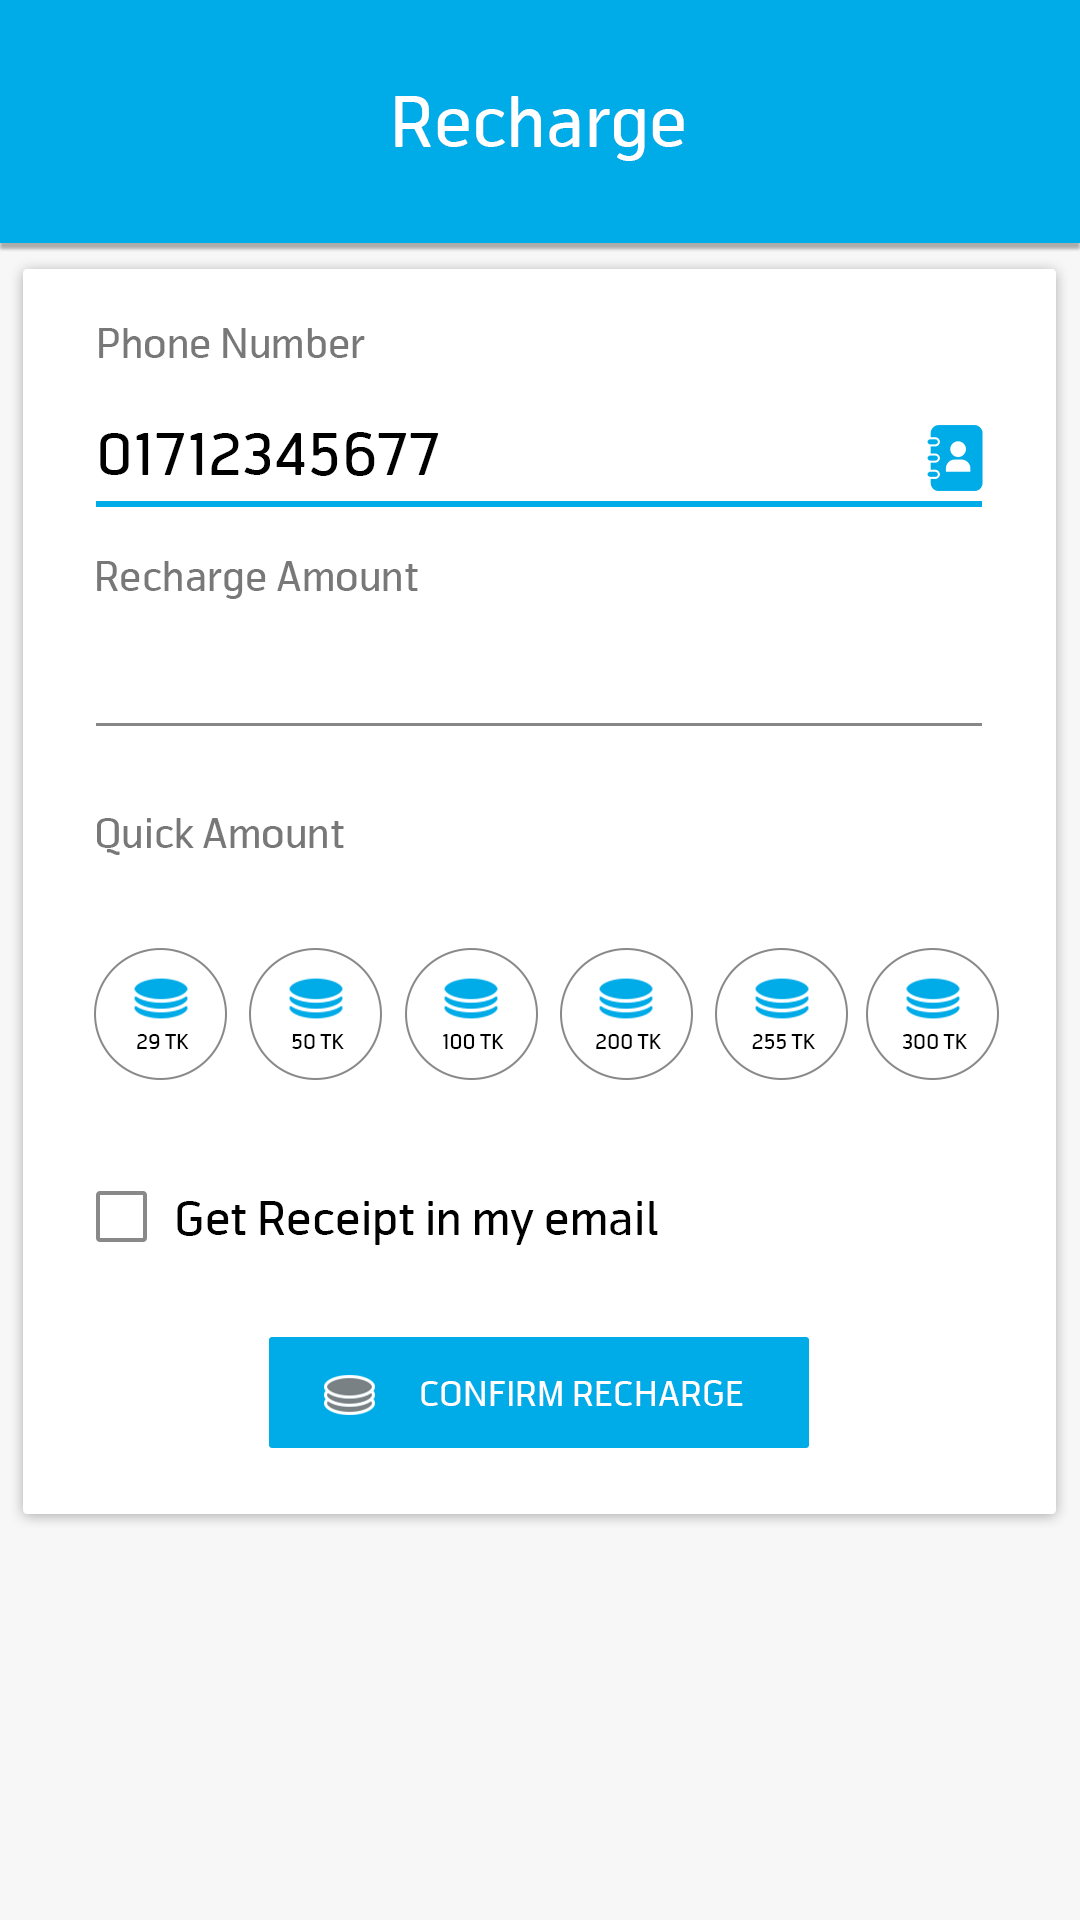 Recharge
Phone Number
01712345677
Recharge Amount
Quick Amount
29 TK 50 TK 100 TK 200 TK 255 TK 300 TK
Get Receipt in my email
CONFIRM RECHARGE